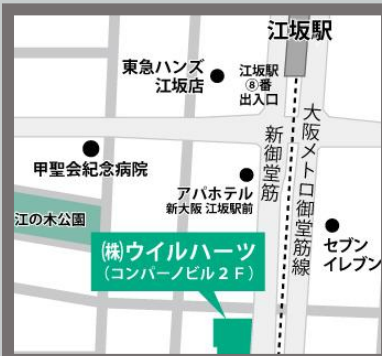 江坂駅
東急ハンズ
江坂店
江坂駅
⑧番
出入口
新御堂筋
大阪メトロ御堂筋線
甲聖会紀念病院
アパホテル
新大阪 江坂駅前
江の木公園
セブン
イレブン
㈱ウイルハーツ
(コンパーノビル2F)